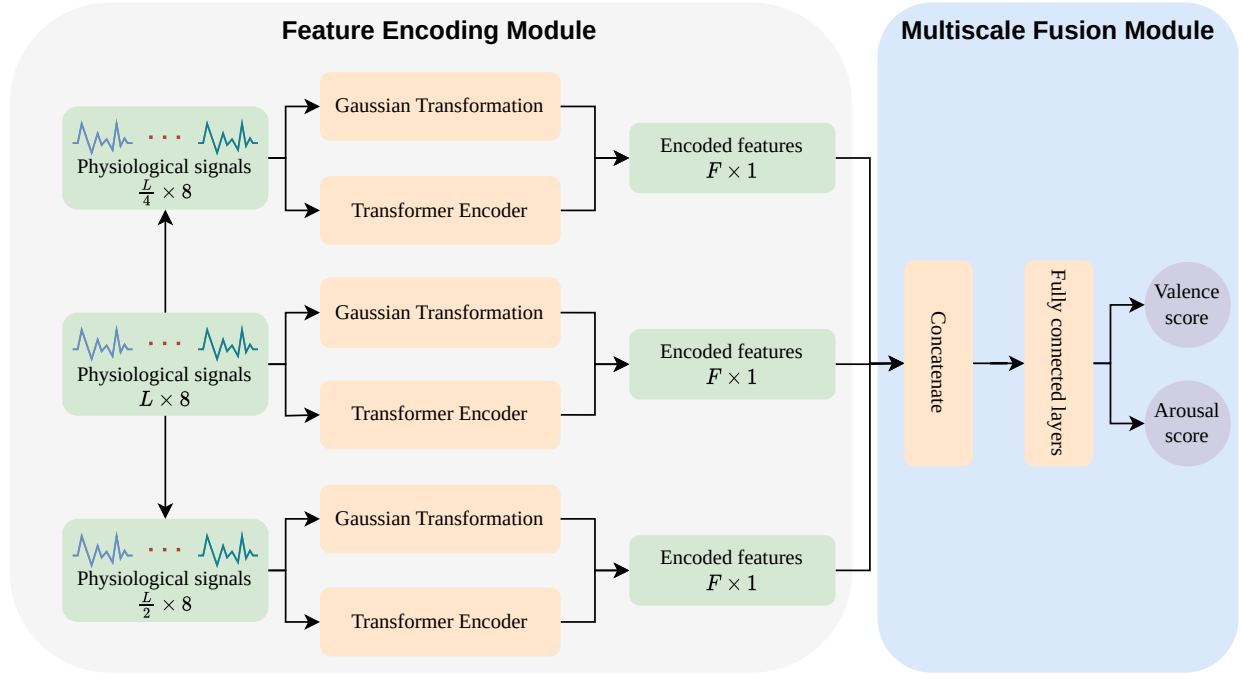 Feature Encoding Module
Multiscale Fusion Module
Physiological signals
L/4 × 8
Gaussian Transformation
Transformer Encoder
Encoded features
F × 1
Physiological signals
L × 8
Gaussian Transformation
Transformer Encoder
Encoded features
F × 1
Physiological signals
L/2 × 8
Gaussian Transformation
Transformer Encoder
Encoded features
F × 1
Concatenate
Fully connected layers
Valence
score
Arousal
score